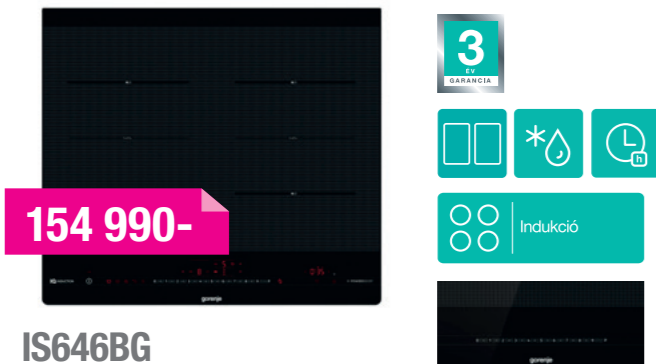 3
ÉV
GARANCIA
h
Indukció
154 990-
gorenje
IS646BG
gorenje